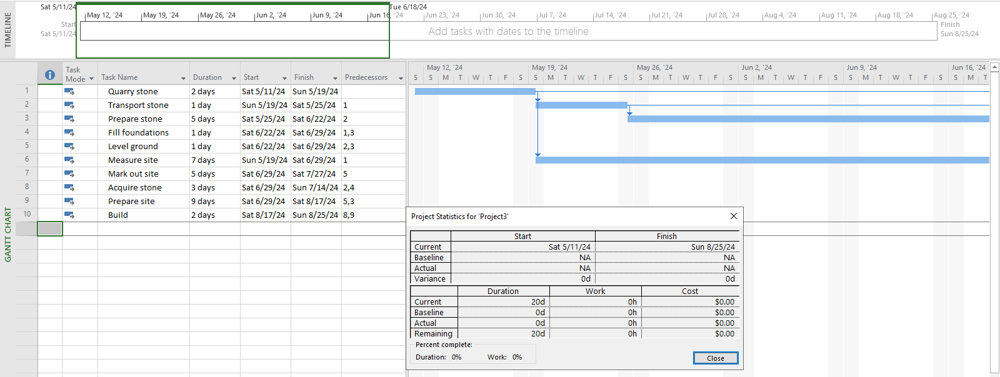 Sat 5/11/24 Tue 6/18/24
May 12, '24 May 19, '24 May 26, '24 Jun 2, '24 Jun 9, '24 Jun 16, '24 Jun 23, '24 Jun 30, '24 Jul 7, '24 Jul 14, '24 Jul 21, '24 Jul 28, '24 Aug 4, '24 Aug 11, '24 Aug 18, '24 Aug 25, '24
TIMELINE
Start
Sat 5/11/24
Add tasks with dates to the timeline
Finish
Sun 8/25/24
GANTT CHART
i Task Mode Task Name Duration Start Finish Predecessors
1 Quarry stone 2 days Sat 5/11/24 Sun 5/19/24
2 Transport stone 1 day Sun 5/19/24 Sat 5/25/24 1
3 Prepare stone 5 days Sat 5/25/24 Sat 6/22/24 2
4 Fill foundations 1 day Sat 6/22/24 Sat 6/29/24 1,3
5 Level ground 1 day Sat 6/22/24 Sat 6/29/24 2,3
6 Measure site 7 days Sun 5/19/24 Sat 6/29/24 1
7 Mark out site 5 days Sat 6/29/24 Sat 7/27/24 5
8 Acquire stone 3 days Sat 6/29/24 Sun 7/14/24 2,4
9 Prepare site 9 days Sat 6/29/24 Sat 8/17/24 5,3
10 Build 2 days Sat 8/17/24 Sun 8/25/24 8,9
May 12, '24 May 19, '24 May 26, '24 Jun 2, '24 Jun 9, '24 Jun 16, '24
S S M T W T F S S M T W T F S S M T W T F S S M T W T F S S M T W T F S S M T
Project Statistics for 'Project3'
Start Finish
Current Sat 5/11/24 Sun 8/25/24
Baseline NA NA
Actual NA NA
Variance 0d 0d
Duration Work Cost
Current 20d 0h $0.00
Baseline 0d 0h $0.00
Actual 0d 0h $0.00
Remaining 20d 0h $0.00
Percent complete:
Duration: 0% Work: 0%
Close